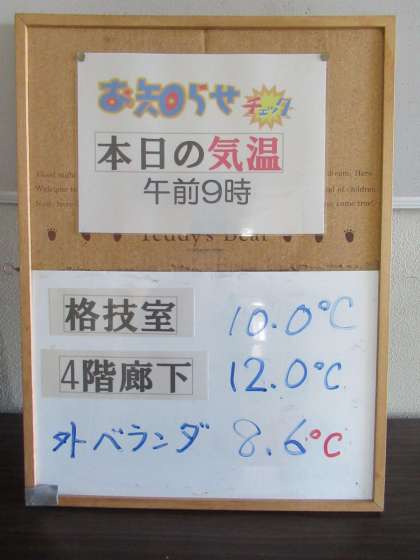 お知らせ チェック
本日の気温
午前9時
Teddy's Bear
格技室 10.0℃
4階廊下 12.0℃
外ベランダ 8.6℃